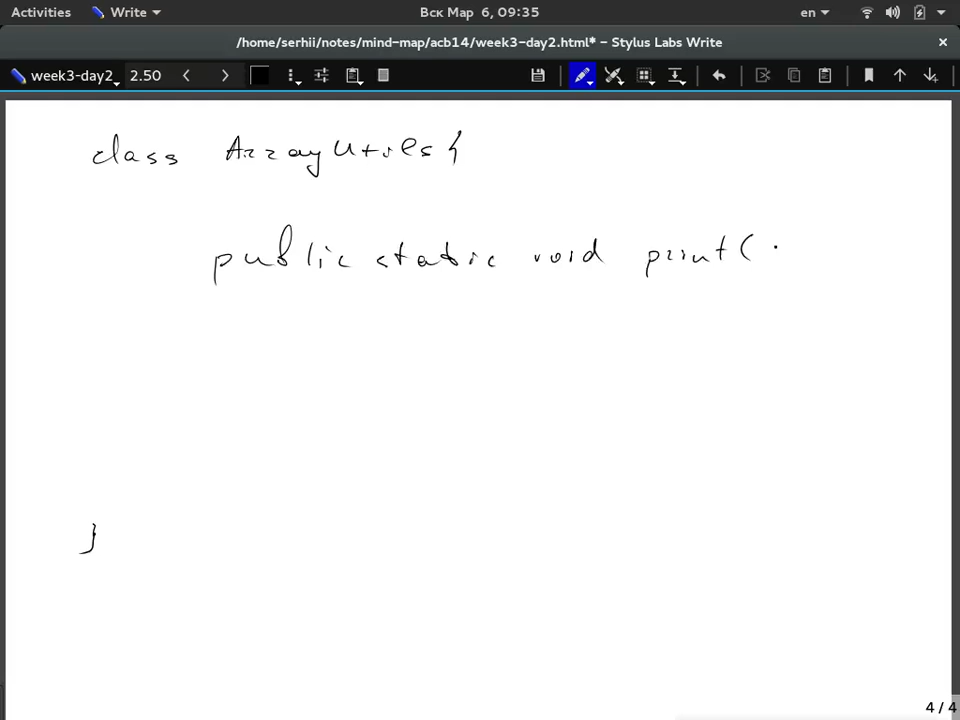 Activities Write Вск Мар 6, 09:35 en
/home/serhii/notes/mind-map/acb14/week3-day2.html* – Stylus Labs Write
week3-day2 2.50
class ArrayUtils{
public static void print(
}
4 / 4